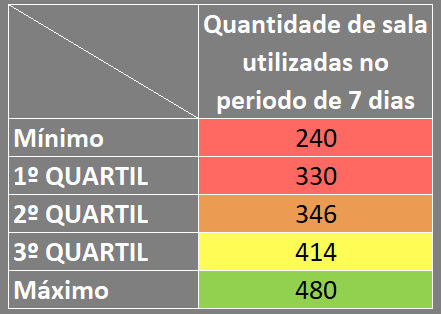 Quantidade de sala
utilizadas no
periodo de 7 dias
Mínimo 240
1º QUARTIL 330
2º QUARTIL 346
3º QUARTIL 414
Máximo 480